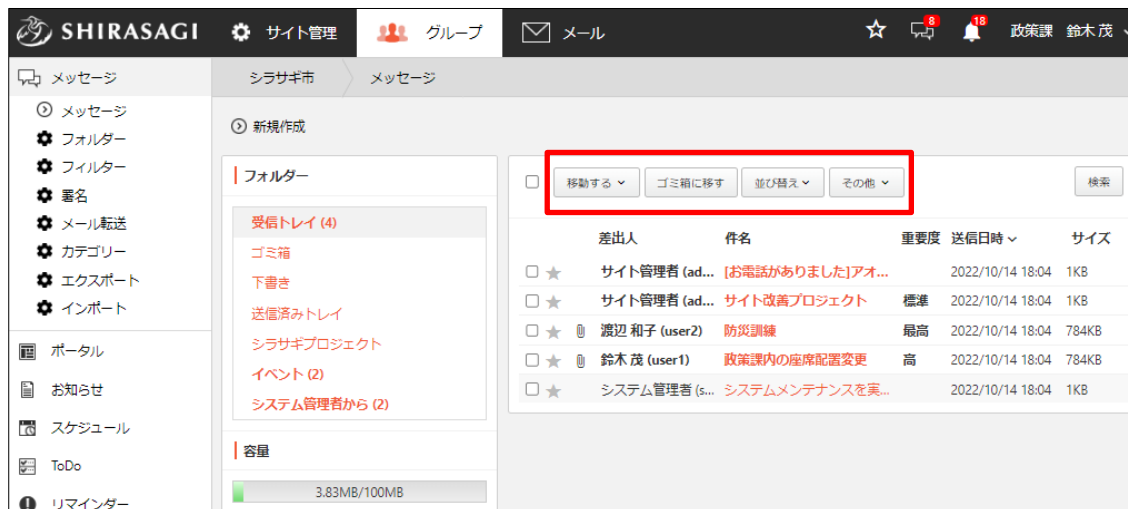 SHIRASAGI サイト管理 グループ メール 8 18 政策課 鈴木 茂
メッセージ
シラサギ市 メッセージ
メッセージ
フォルダー
フィルター
署名
メール転送
カテゴリー
エクスポート
インポート
ポータル
お知らせ
スケジュール
ToDo
リマインダー
新規作成
フォルダー
受信トレイ (4)
ゴミ箱
下書き
送信済みトレイ
シラサギプロジェクト
イベント (2)
システム管理者から (2)
容量
3.83MB/100MB
移動する ゴミ箱に移す 並び替え その他 検索
差出人 件名 重要度 送信日時 サイズ
サイト管理者 (ad... [お電話がありました]アオ... 2022/10/14 18:04 1KB
サイト管理者 (ad... サイト改善プロジェクト 標準 2022/10/14 18:04 1KB
渡辺 和子 (user2) 防災訓練 最高 2022/10/14 18:04 784KB
鈴木 茂 (user1) 政策課内の座席配置変更 高 2022/10/14 18:04 784KB
システム管理者 (s... システムメンテナンスを実... 2022/10/14 18:04 1KB